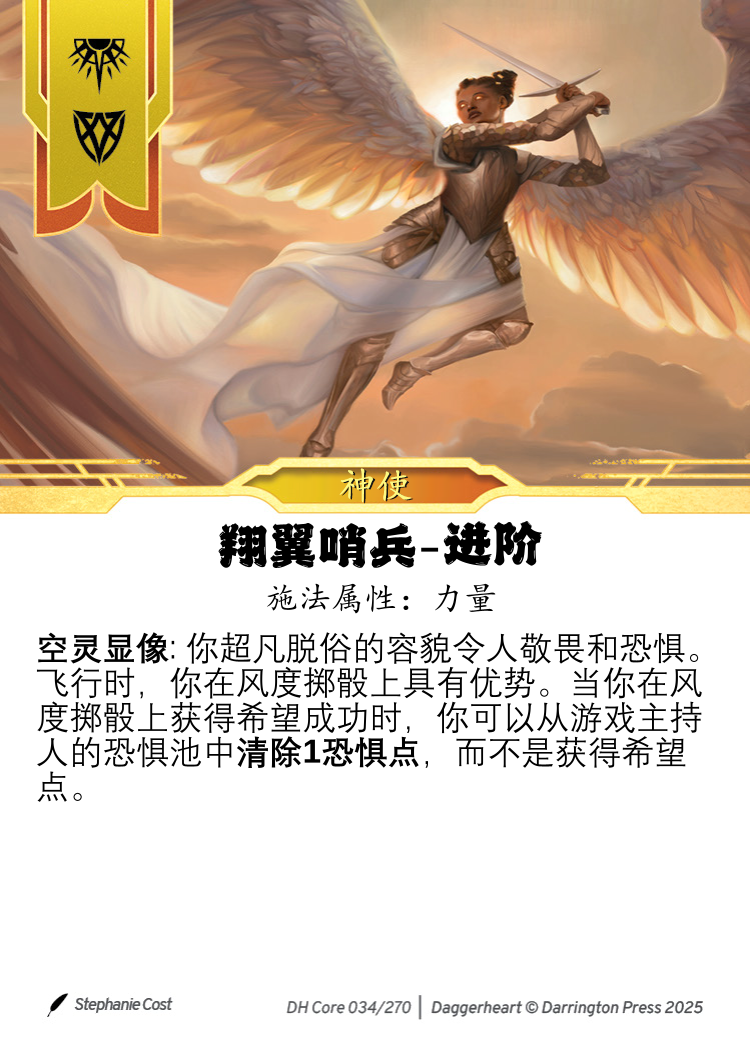 神使
翔翼哨兵-进阶
施法属性：力量
空灵显像: 你超凡脱俗的容貌令人敬畏和恐惧。
飞行时，你在风度掷骰上具有优势。当你在风
度掷骰上获得希望成功时，你可以从游戏主持
人的恐惧池中清除1恐惧点，而不是获得希望
点。
Stephanie Cost
DH Core 034/270 | Daggerheart © Darrington Press 2025